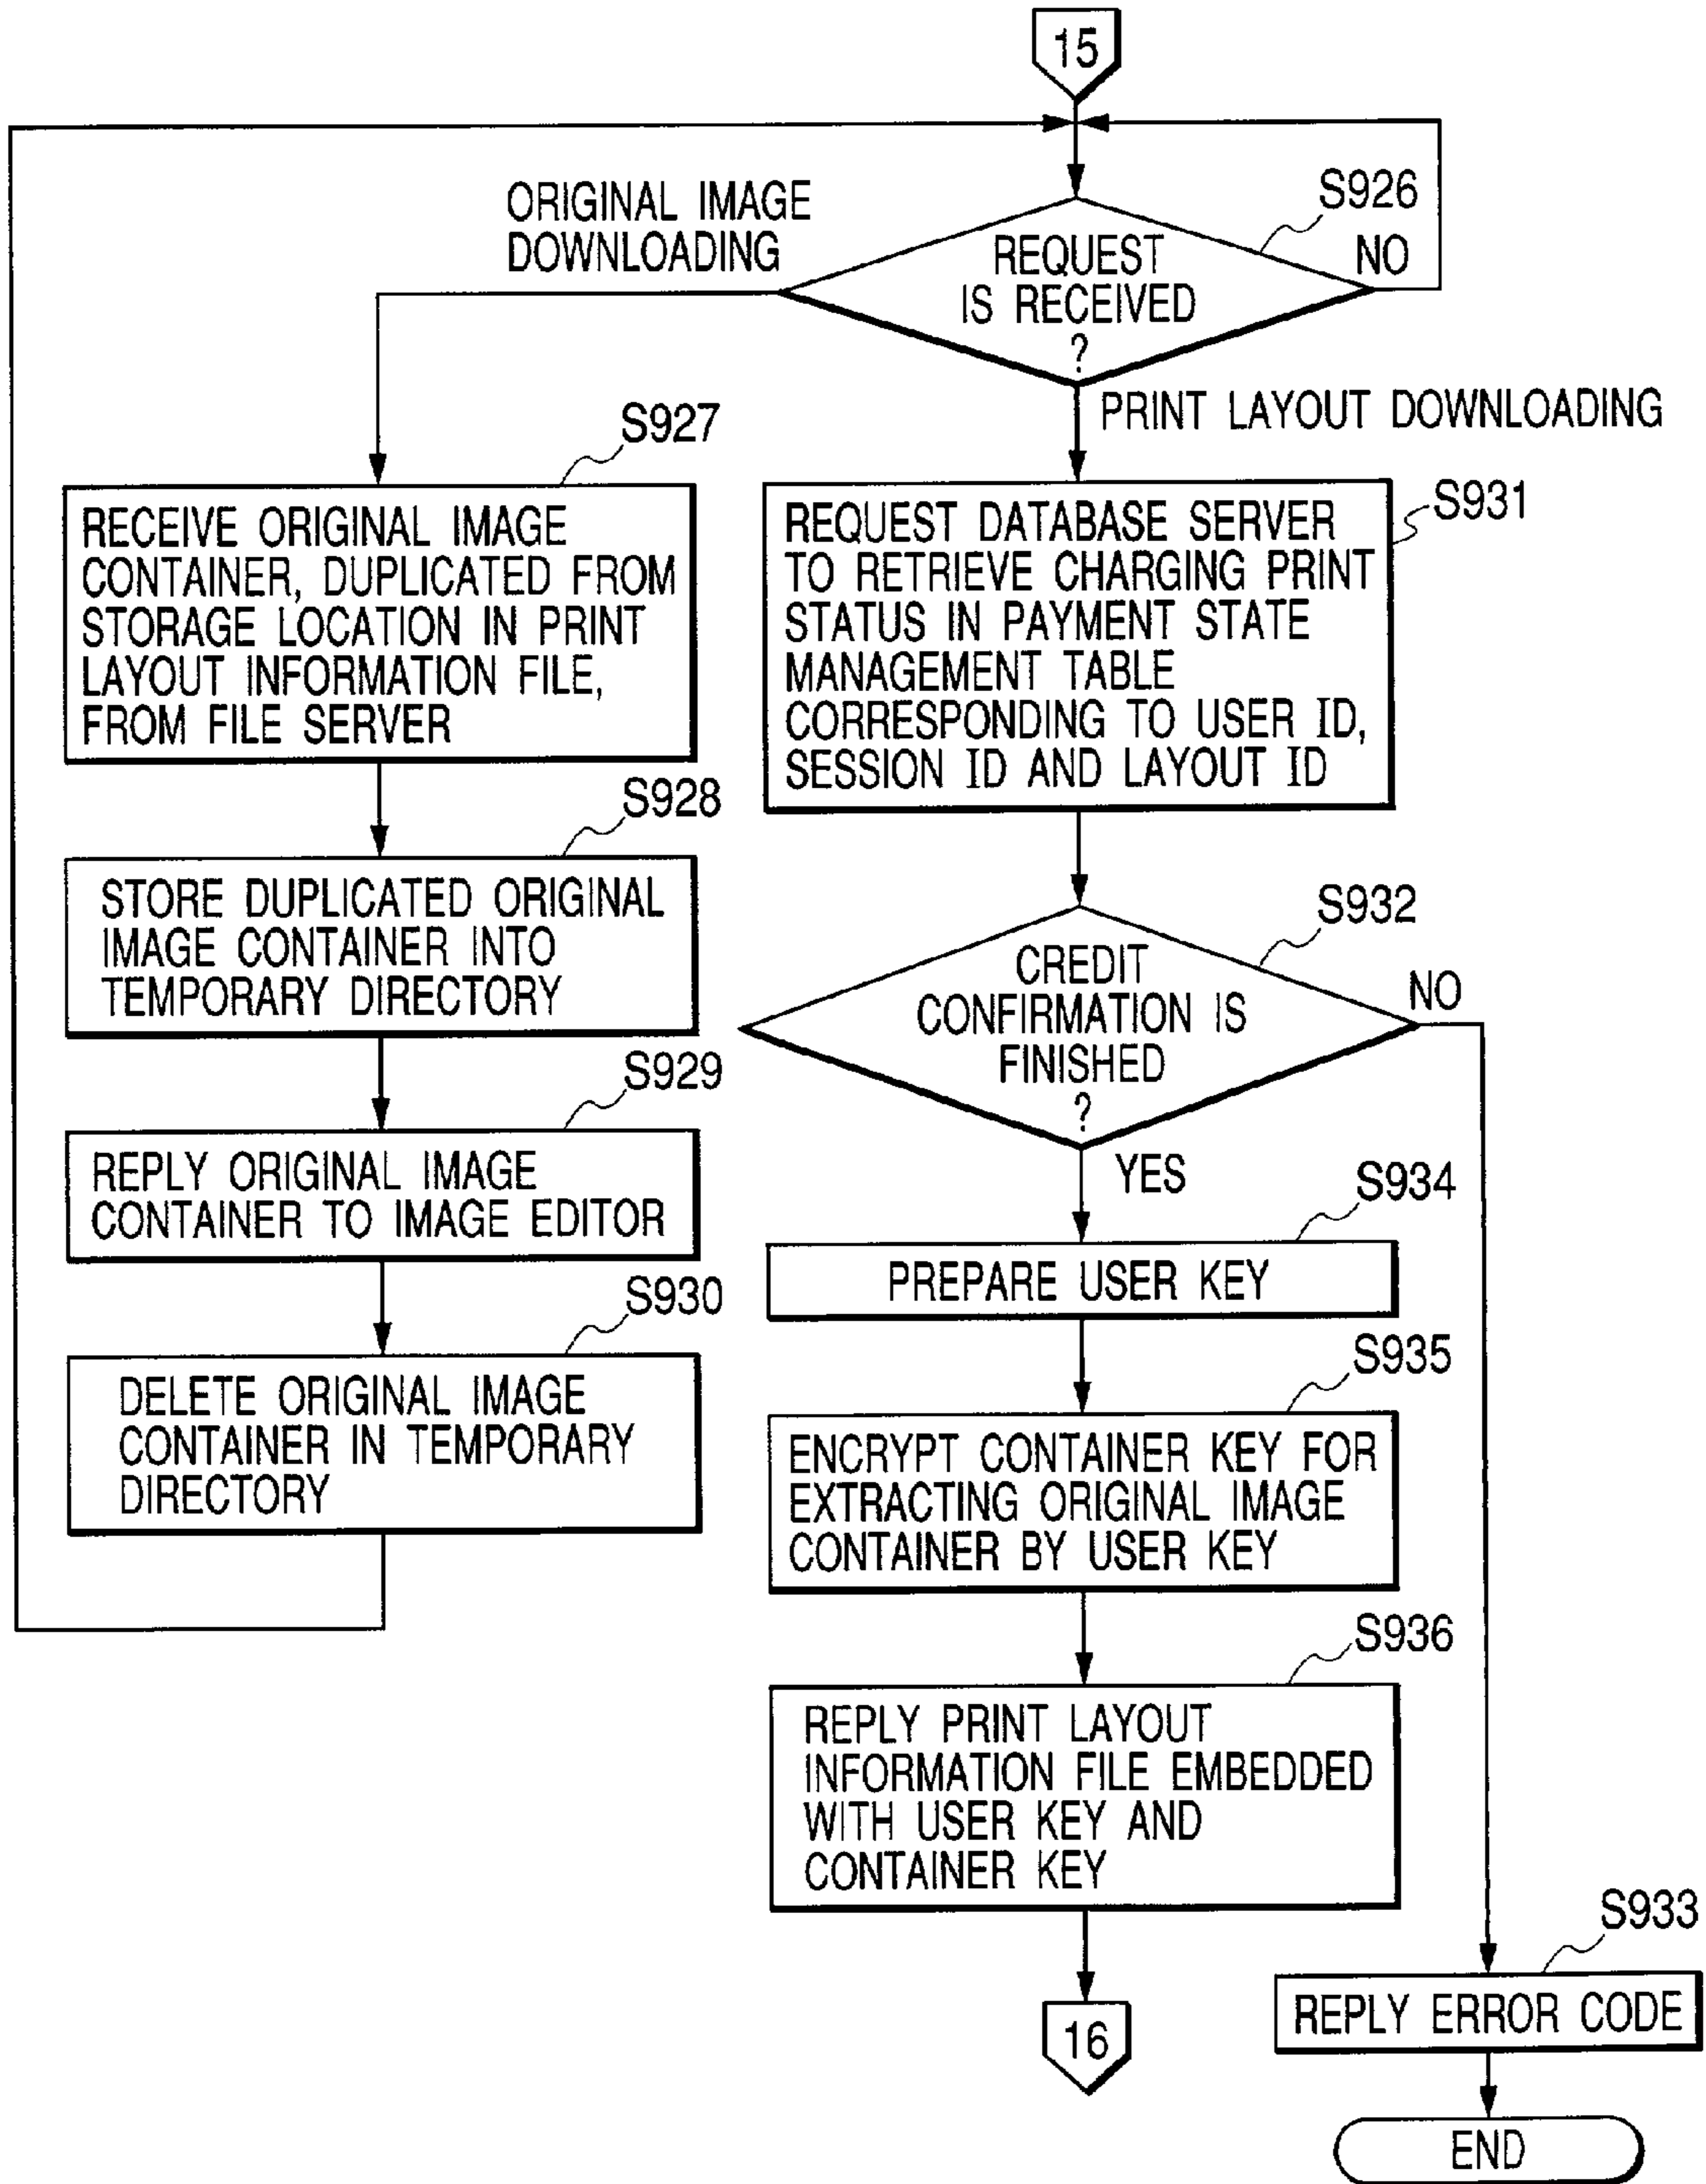 15
ORIGINAL IMAGE
DOWNLOADING
S926
REQUEST
IS RECEIVED
?
NO
PRINT LAYOUT DOWNLOADING
S927
RECEIVE ORIGINAL IMAGE
CONTAINER, DUPLICATED FROM
STORAGE LOCATION IN PRINT
LAYOUT INFORMATION FILE,
FROM FILE SERVER
S928
STORE DUPLICATED ORIGINAL
IMAGE CONTAINER INTO
TEMPORARY DIRECTORY
S929
REPLY ORIGINAL IMAGE
CONTAINER TO IMAGE EDITOR
S930
DELETE ORIGINAL IMAGE
CONTAINER IN TEMPORARY
DIRECTORY
S931
REQUEST DATABASE SERVER
TO RETRIEVE CHARGING PRINT
STATUS IN PAYMENT STATE
MANAGEMENT TABLE
CORRESPONDING TO USER ID,
SESSION ID AND LAYOUT ID
S932
CREDIT
CONFIRMATION IS
FINISHED
?
NO
YES
S934
PREPARE USER KEY
S935
ENCRYPT CONTAINER KEY FOR
EXTRACTING ORIGINAL IMAGE
CONTAINER BY USER KEY
S936
REPLY PRINT LAYOUT
INFORMATION FILE EMBEDDED
WITH USER KEY AND
CONTAINER KEY
16
S933
REPLY ERROR CODE
END